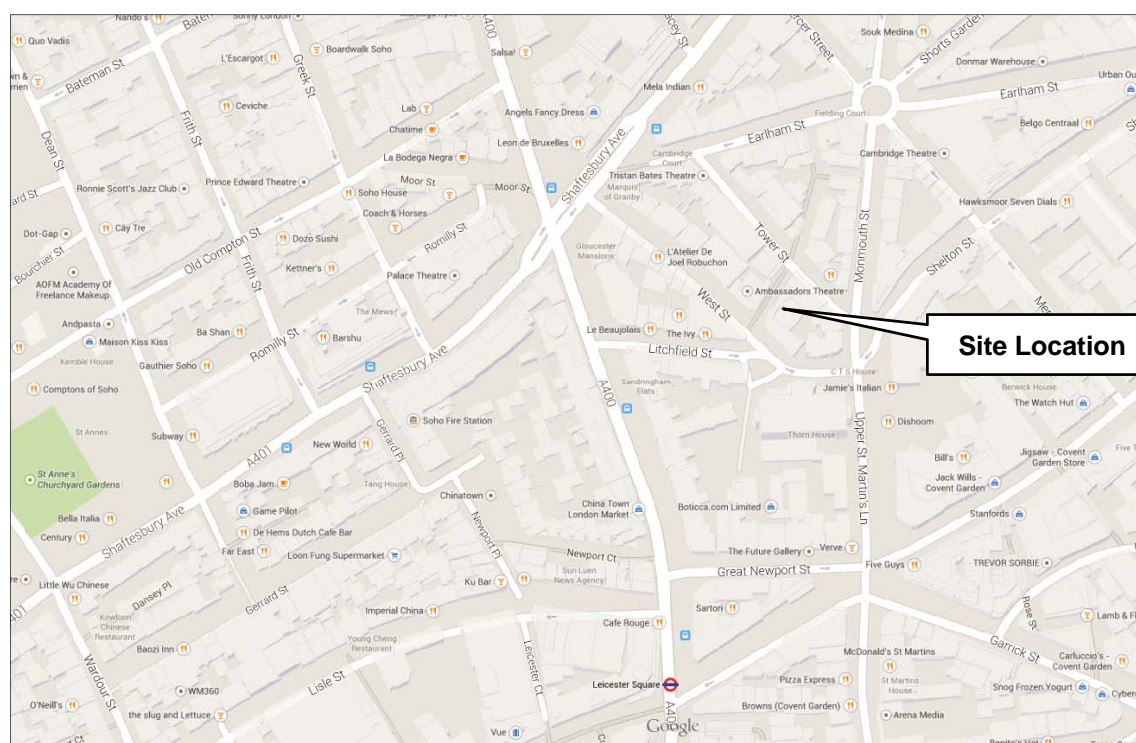 Nando's
Sunny London
A400
Salsa!
Souk Medina
Shorts Gardens
Quo Vadis
L'Escargot
Boardwalk Soho
Donmar Warehouse
Bateman St
Greek St
Mela Indian
Earlham St
Ceviche
Lab
Angels Fancy Dress
Fielding Court
Belgo Centraal
Chatime
Leon de Bruxelles
Shaftesbury Ave
Cambridge
Court
Earlham St
Cambridge Theatre
Dean St
Frith St
La Bodega Negra
Tristan Bates Theatre
Ronnie Scott's Jazz Club
Prince Edward Theatre
Moor St
Moor St
Marquis
of Granby
Soho House
Hawksmoor Seven Dials
Coach & Horses
Tower St
Monmouth St
Dot-Gap
Cây Tre
Dozo Sushi
Romilly St
Gloucester
Mansions
L'Atelier De
Joel Robuchon
Shelton St
Bourchier St
Old Compton St
Kettner's
Palace Theatre
AOFM Academy Of
Freelance Makeup
Frith St
West St
Ambassadors Theatre
The Mews
Andpasta
Ba Shan
Barshu
Le Beaujolais
The Ivy
Site Location
Maison Kiss Kiss
Romilly St
Litchfield St
Kemble House
Gauthier Soho
Shaftesbury Ave
C T S House
Comptons of Soho
Sandringham
Flats
Jamie's Italian
Berwick House
A400
The Watch Hut
St Annes
Soho Fire Station
Dishoom
Subway
New World
Gerrard Pl
Thorn House
Upper St. Martin's Ln
A401
Bill's
Jigsaw - Covent
Garden Store
St Anne's
Churchyard Gardens
Boba Jam
Tang House
Chinatown
Jack Wills -
Covent Garden
Bella Italia
Game Pilot
China Town
London Market
Boticca.com Limited
Stanfords
Century
Shaftesbury Ave
De Hems Dutch Cafe Bar
Newport Pl
Far East
Loon Fung Supermarket
Newport Ct
The Future Gallery
Verve
Little Wu Chinese
Sun Luen
News Agency
Great Newport St
Five Guys
TREVOR SORBIE
Dansey Pl
Gerrard St
Ku Bar
Kowloon
Chinese
Restaurant
Imperial China
Sartori
Rose St
Young Cheng
Restaurant
Cafe Rouge
Garrick St
Baozi Inn
Leicester Ct
McDonald's St Martins
Carluccio's -
Covent Garden
Wardour St
WM360
Lisle St
Leicester Square
Pizza Express
St Martins
House
Snog Frozen Yogurt
O'Neill's
the slug and Lettuce
Browns (Covent Garden)
Arena Media
Vue
Google